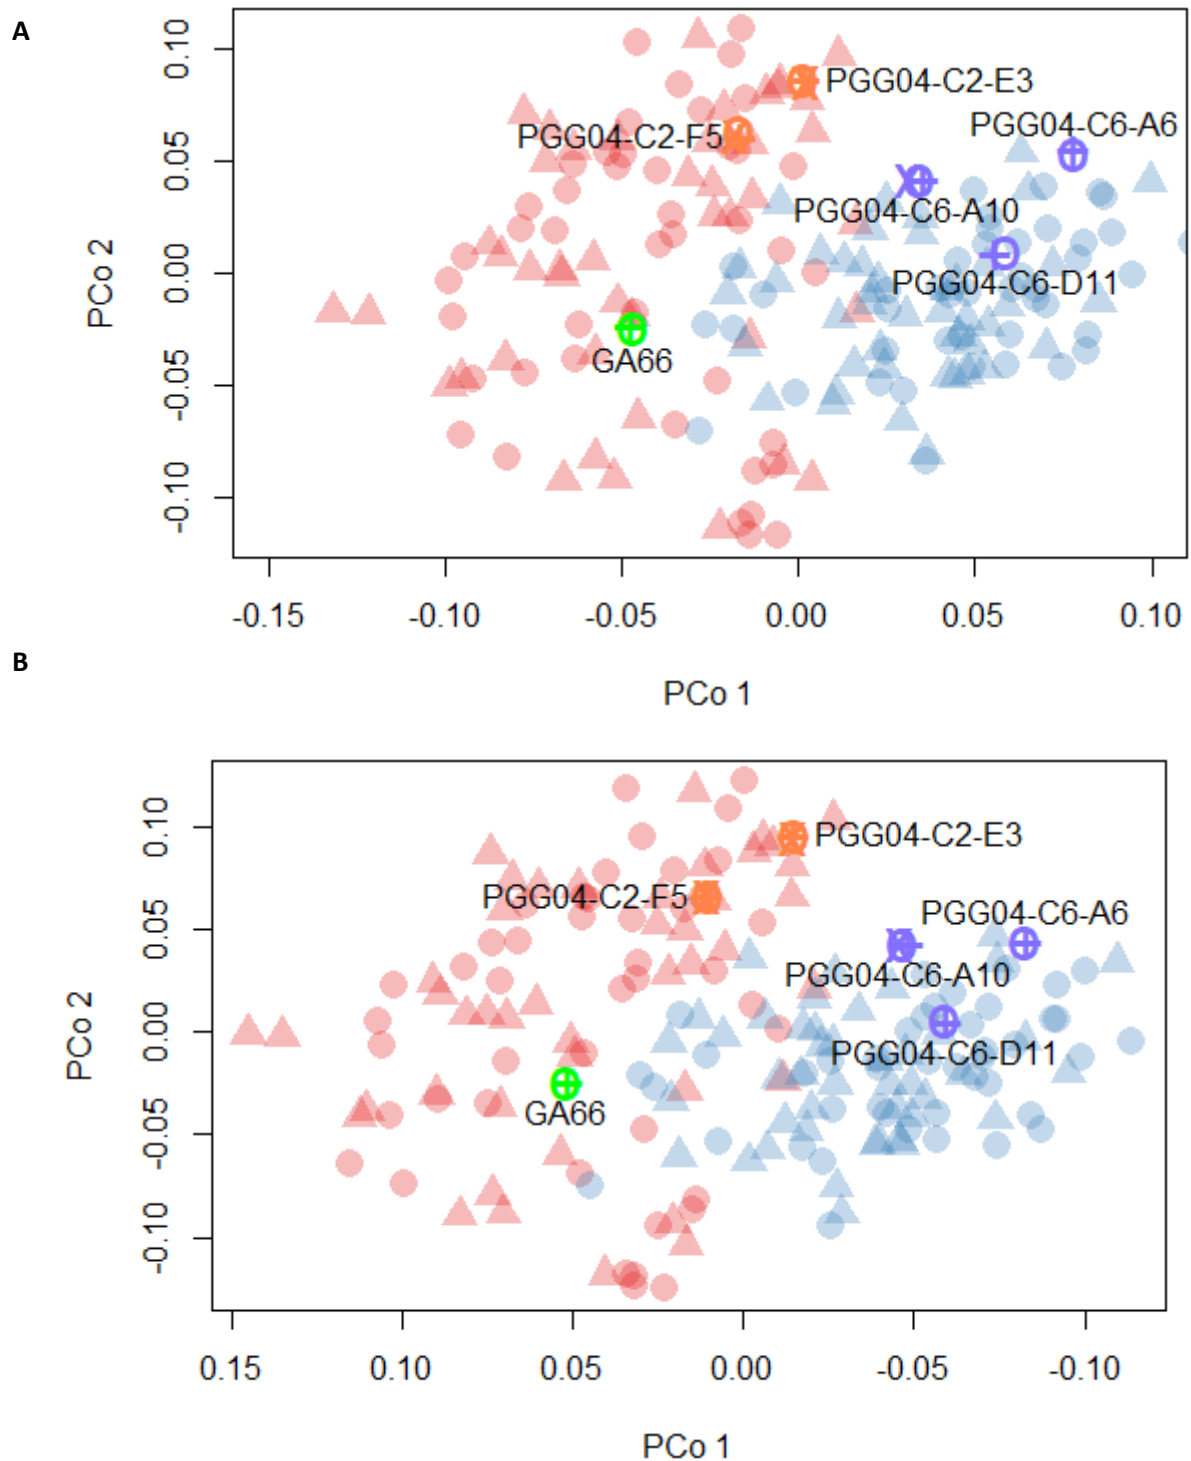 A
PCo 2
0.10
0.05
0.00
-0.05
-0.10
PGG04-C2-E3
PGG04-C6-A6
PGG04-C2-F5
PGG04-C6-A10
PGG04-C6-D11
GA66
-0.15
-0.10
-0.05
0.00
0.05
0.10
PCo 1
B
PCo 2
0.10
0.05
0.00
-0.05
-0.10
PGG04-C2-E3
PGG04-C2-F5
PGG04-C6-A6
PGG04-C6-A10
PGG04-C6-D11
GA66
0.15
0.10
0.05
0.00
-0.05
-0.10
PCo 1